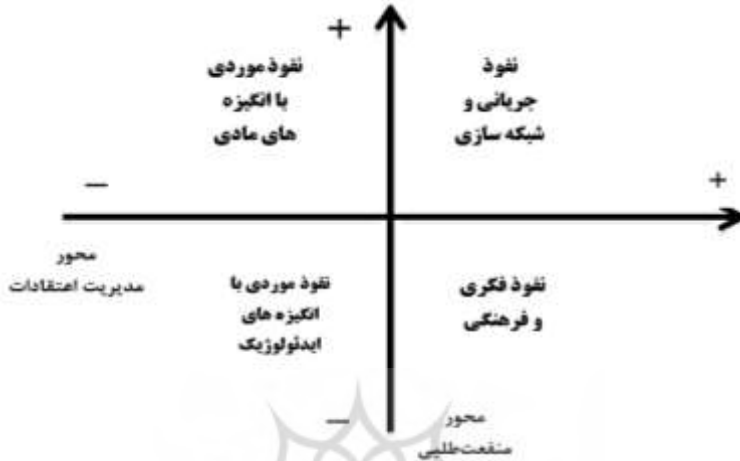 +
نفوذ
جریانی و
شبکه سازی
نفوذ موردی
با انگیزه
های مادی
+
—
محور
مدیریت اعتقادات
نفوذ فکری
و فرهنگی
نفوذ موردی با
انگیزه های
ایدئولوژیک
—
محور
منفعت‌طلبی